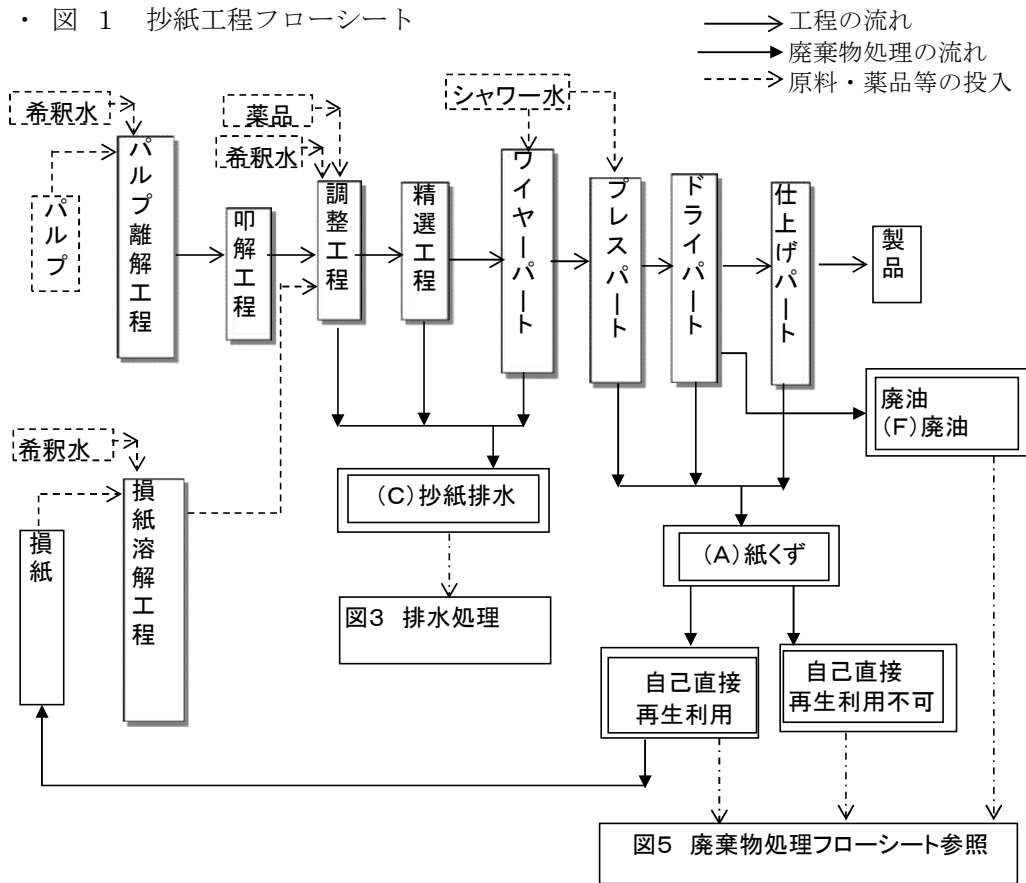 ・ 図 1 抄紙工程フローシート
工程の流れ
廃棄物処理の流れ
原料・薬品等の投入
希釈水
薬品
シャワー水
希釈水
パルプ
パルプ離解工程
叩解工程
調整工程
精選工程
ワイヤーパート
プレスパート
ドライパート
仕上げパート
製品
廃油
(F)廃油
希釈水
損紙溶解工程
損紙
(C)抄紙排水
図3 排水処理
(A)紙くず
自己直接
再生利用
自己直接
再生利用不可
図5 廃棄物処理フローシート参照